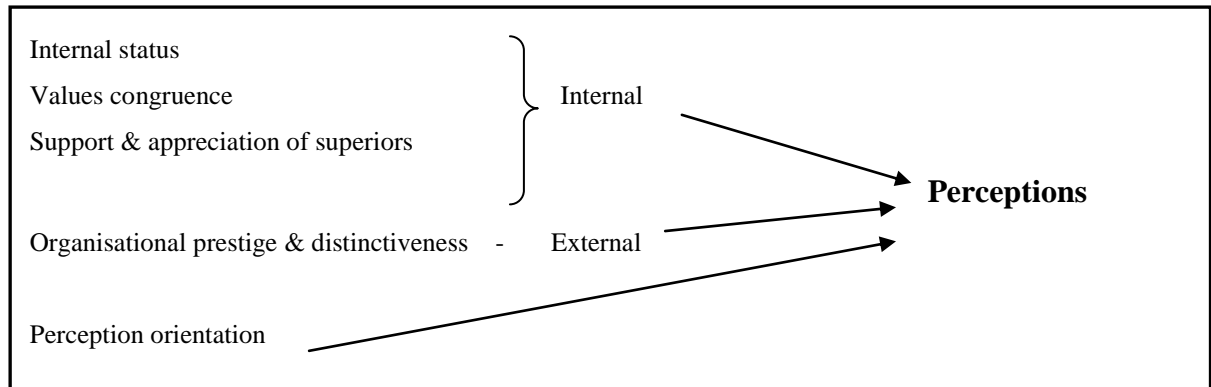 Internal status
Values congruence Internal
Support & appreciation of superiors
Perceptions
Organisational prestige & distinctiveness - External
Perception orientation